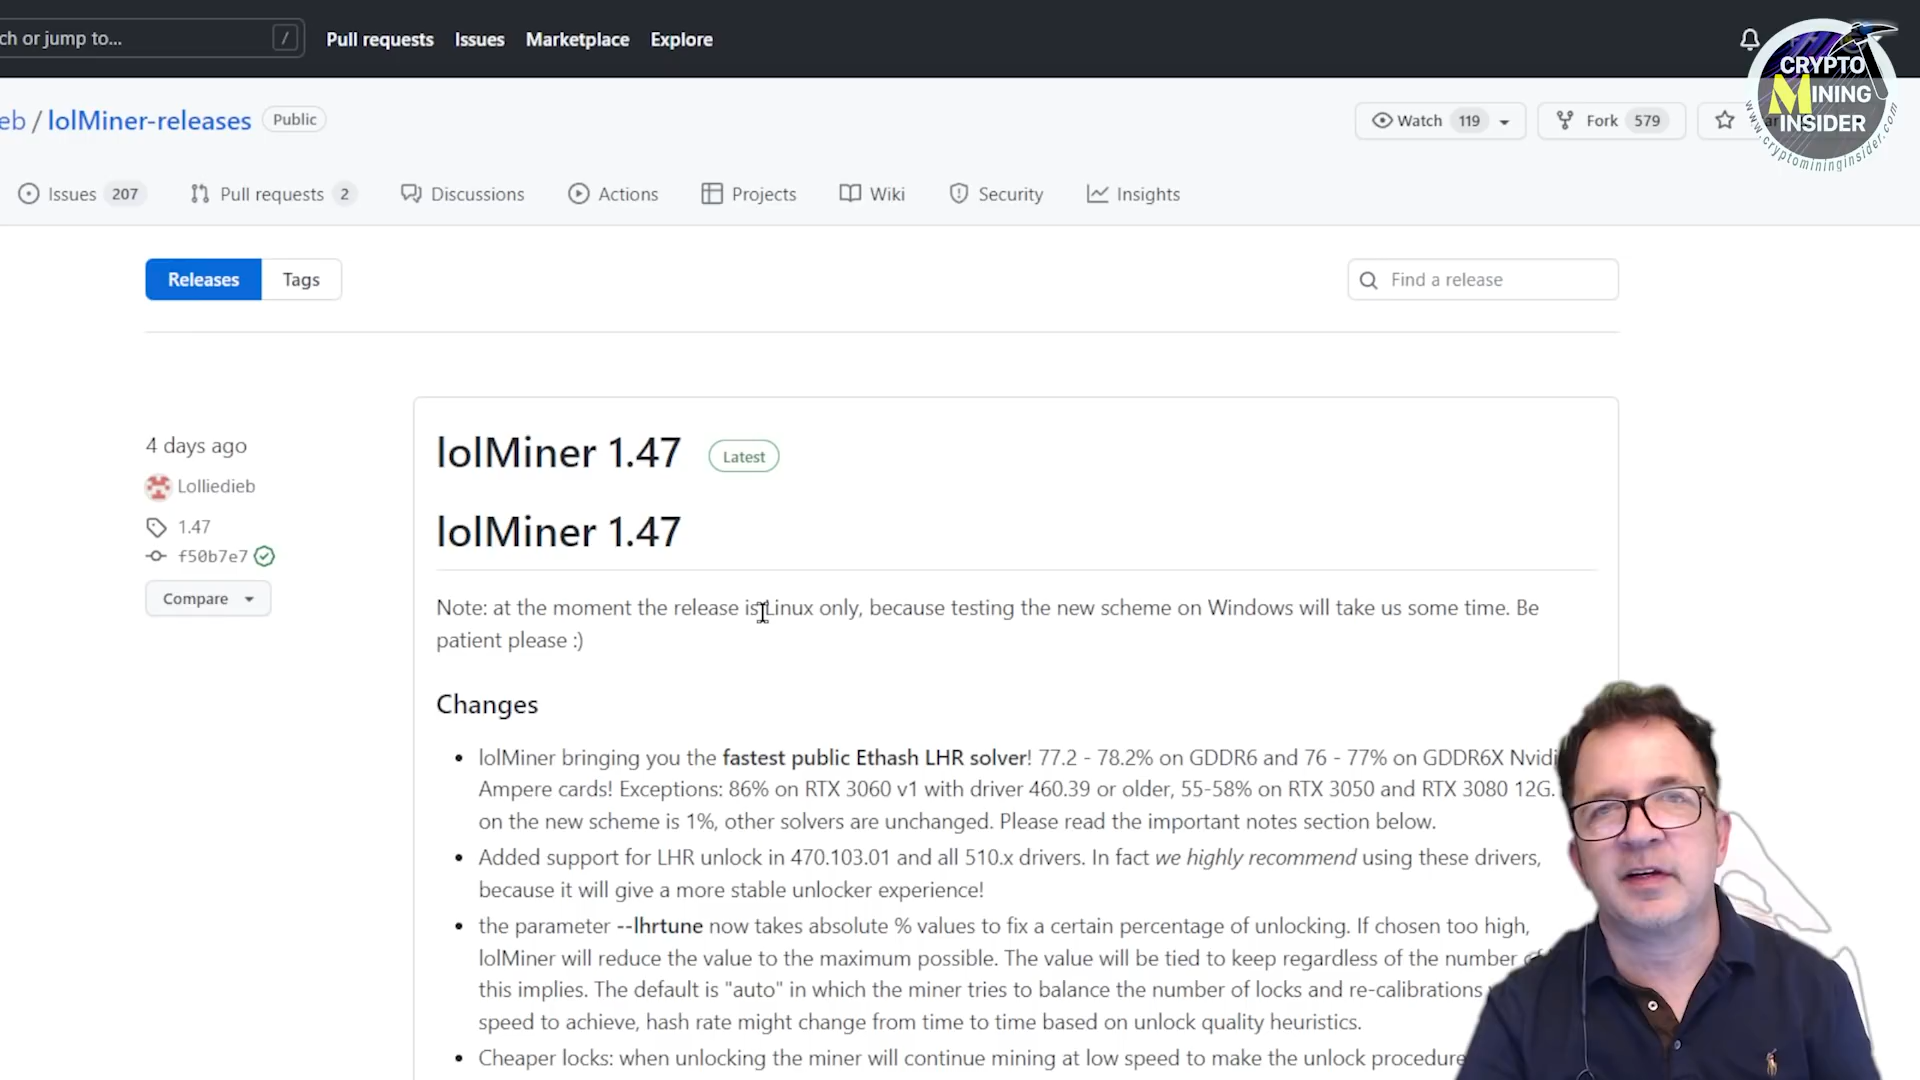 ch or jump to... / Pull requests Issues Marketplace Explore
CRYPTO
MINING
INSIDER
www.cryptomininginsider.com
eb / lolMiner-releases Public Watch 119 Fork 579
Issues 207 Pull requests 2 Discussions Actions Projects Wiki Security Insights
Releases Tags Find a release
4 days ago
Lolliedieb
1.47
f50b7e7
Compare
lolMiner 1.47 Latest
lolMiner 1.47
Note: at the moment the release is Linux only, because testing the new scheme on Windows will take us some time. Be
patient please :)
Changes
• lolMiner bringing you the fastest public Ethash LHR solver! 77.2 - 78.2% on GDDR6 and 76 - 77% on GDDR6X Nvidi
Ampere cards! Exceptions: 86% on RTX 3060 v1 with driver 460.39 or older, 55-58% on RTX 3050 and RTX 3080 12G.
on the new scheme is 1%, other solvers are unchanged. Please read the important notes section below.
• Added support for LHR unlock in 470.103.01 and all 510.x drivers. In fact we highly recommend using these drivers,
because it will give a more stable unlocker experience!
• the parameter --lhrtune now takes absolute % values to fix a certain percentage of unlocking. If chosen too high,
lolMiner will reduce the value to the maximum possible. The value will be tied to keep regardless of the number of
this implies. The default is "auto" in which the miner tries to balance the number of locks and re-calibrations
speed to achieve, hash rate might change from time to time based on unlock quality heuristics.
• Cheaper locks: when unlocking the miner will continue mining at low speed to make the unlock procedure